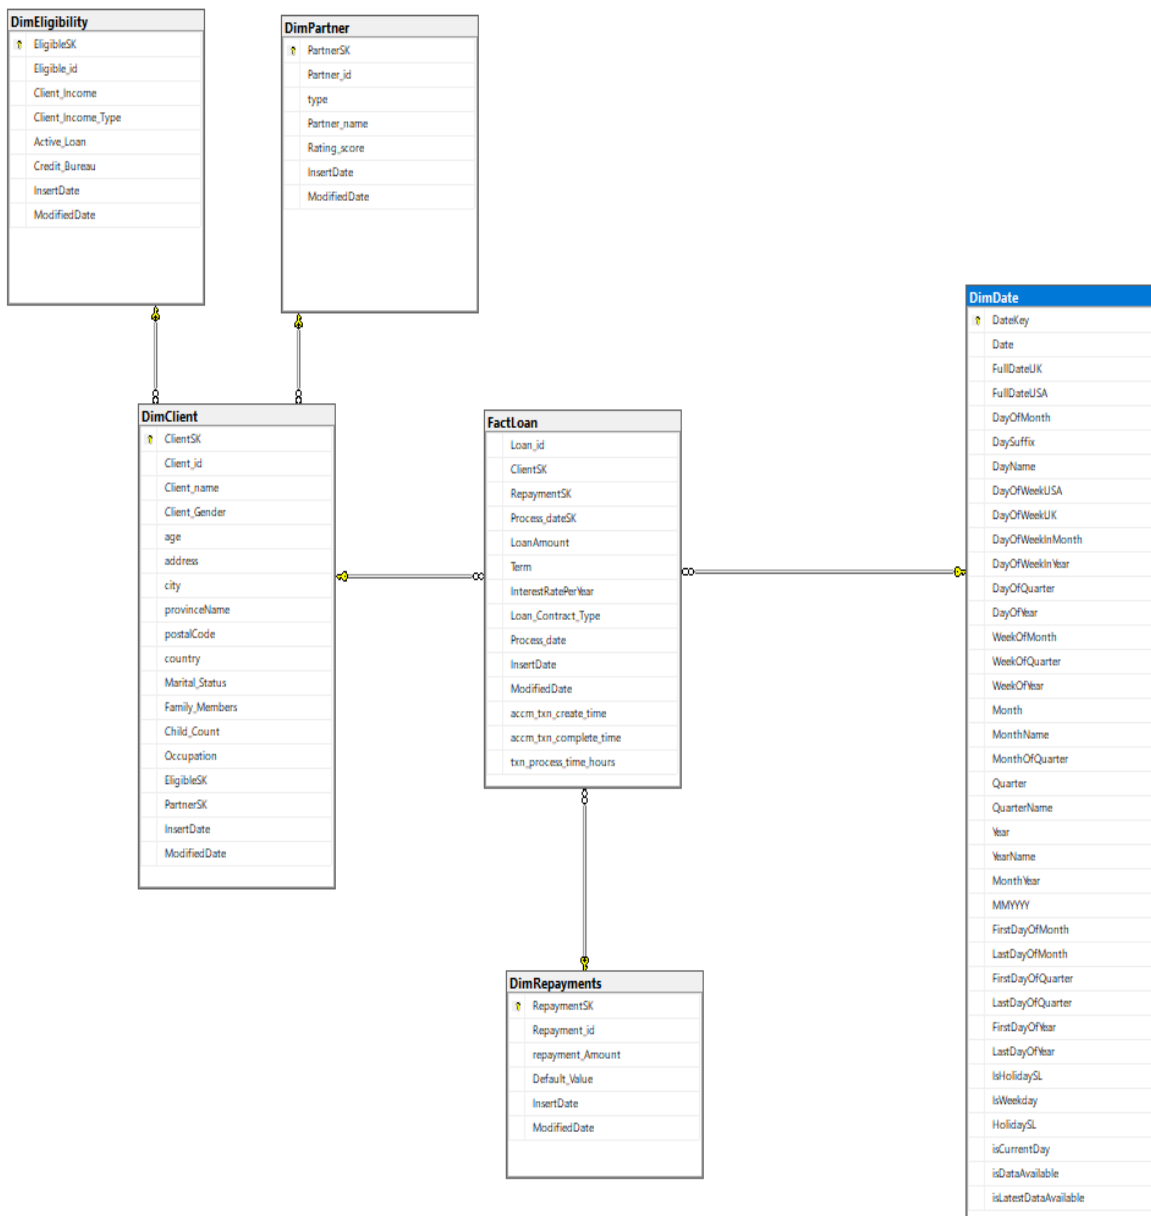 DimEligibility
EligibleSK
Eligible_id
Client_Income
Client_Income_Type
Active_Loan
Credit_Bureau
InsertDate
ModifiedDate
DimPartner
PartnerSK
Partner_id
type
Partner_name
Rating_score
InsertDate
ModifiedDate
DimClient
ClientSK
Client_id
Client_name
Client_Gender
age
address
city
provinceName
postalCode
country
Marital_Status
Family_Members
Child_Count
Occupation
EligibleSK
PartnerSK
InsertDate
ModifiedDate
FactLoan
Loan_id
ClientSK
RepaymentSK
Process_dateSK
LoanAmount
Term
InterestRatePerYear
Loan_Contract_Type
Process_date
InsertDate
ModifiedDate
accm_txn_create_time
accm_txn_complete_time
txn_process_time_hours
DimRepayments
RepaymentSK
Repayment_id
repayment_Amount
Default_Value
InsertDate
ModifiedDate
DimDate
DateKey
Date
FullDateUK
FullDateUSA
DayOfMonth
DaySuffix
DayName
DayOfWeekUSA
DayOfWeekUK
DayOfWeekInMonth
DayOfWeekInYear
DayOfQuarter
DayOfYear
WeekOfMonth
WeekOfQuarter
WeekOfYear
Month
MonthName
MonthOfQuarter
Quarter
QuarterName
Year
YearName
MonthYear
MMYYYY
FirstDayOfMonth
LastDayOfMonth
FirstDayOfQuarter
LastDayOfQuarter
FirstDayOfYear
LastDayOfYear
IsHolidaySL
IsWeekday
HolidaySL
isCurrentDay
isDataAvailable
isLatestDataAvailable